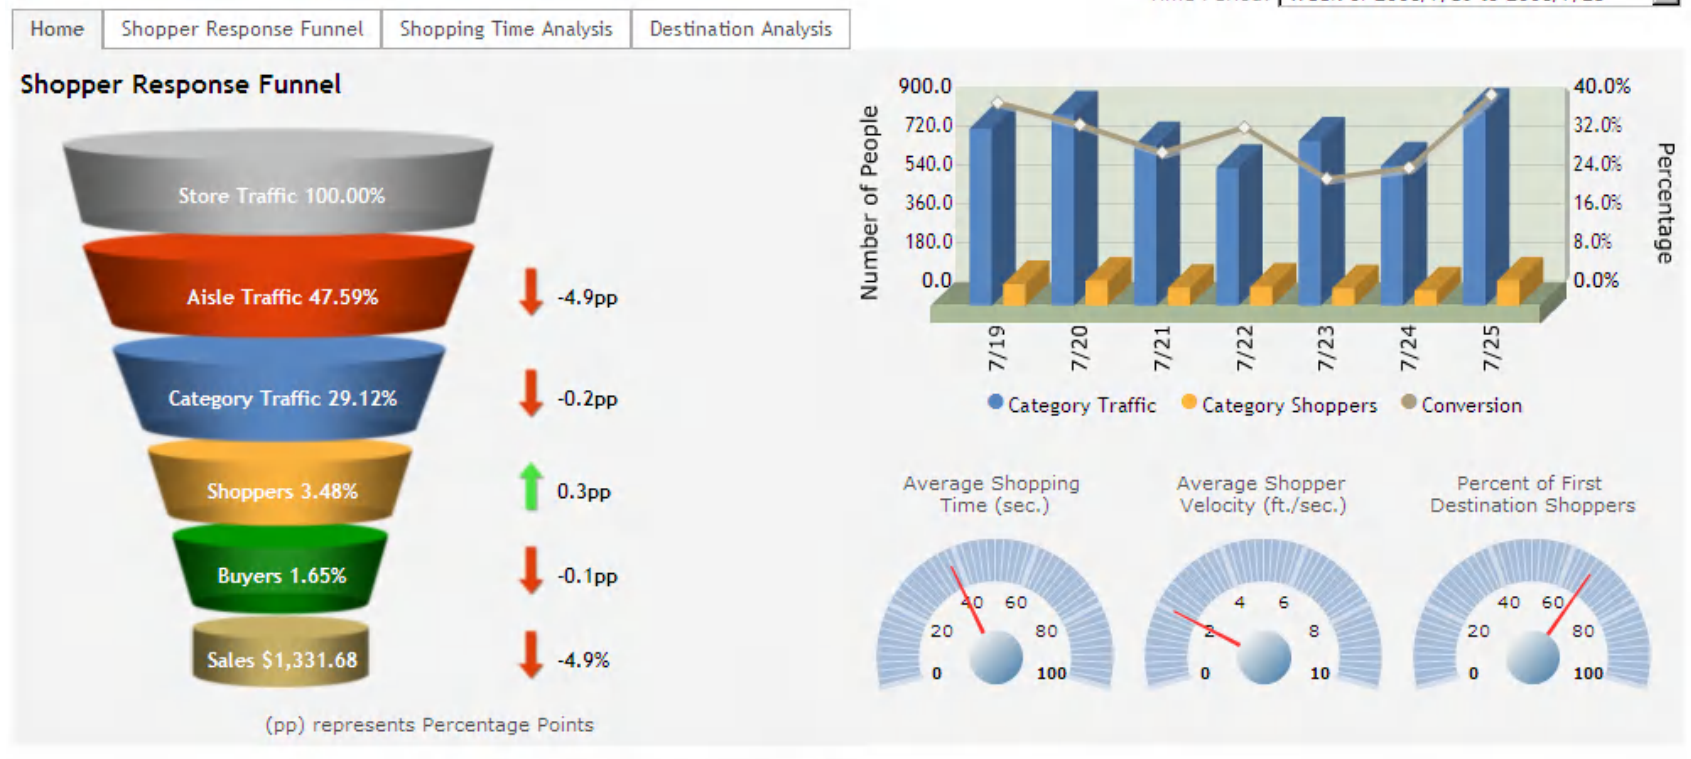 Home
Shopper Response Funnel
Shopping Time Analysis
Destination Analysis
Shopper Response Funnel
Store Traffic 100.00%
Aisle Traffic 47.59%
-4.9pp
Category Traffic 29.12%
-0.2pp
Shoppers 3.48%
0.3pp
Buyers 1.65%
-0.1pp
Sales $1,331.68
-4.9%
(pp) represents Percentage Points
Number of People
900.0
720.0
540.0
360.0
180.0
0.0
40.0%
32.0%
24.0%
16.0%
8.0%
0.0%
Percentage
7/19
7/20
7/21
7/22
7/23
7/24
7/25
Category Traffic
Category Shoppers
Conversion
Average Shopping
Time (sec.)
0
20
40
60
80
100
Average Shopper
Velocity (ft./sec.)
0
2
4
6
8
10
Percent of First
Destination Shoppers
0
20
40
60
80
100